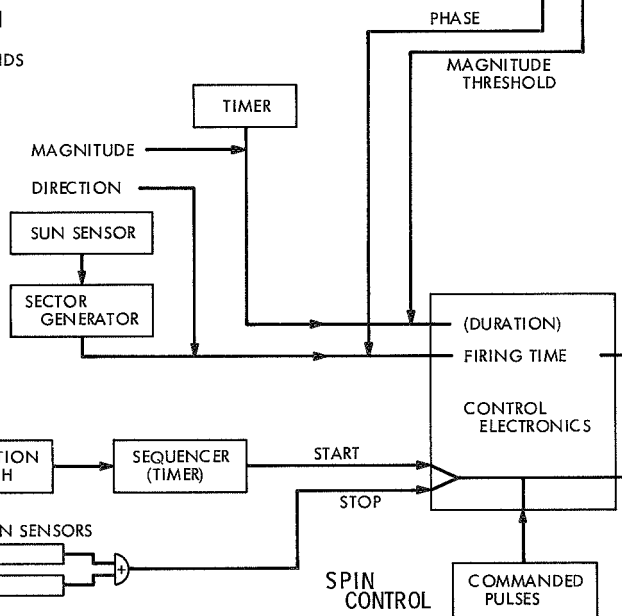 PHASE
MAGNITUDE
THRESHOLD
TIMER
MAGNITUDE
DIRECTION
SUN SENSOR
SECTOR
GENERATOR
(DURATION)
FIRING TIME
CONTROL
ELECTRONICS
SEQUENCER
(TIMER)
START
STOP
SENSORS
+
SPIN
CONTROL
COMMANDED
PULSES